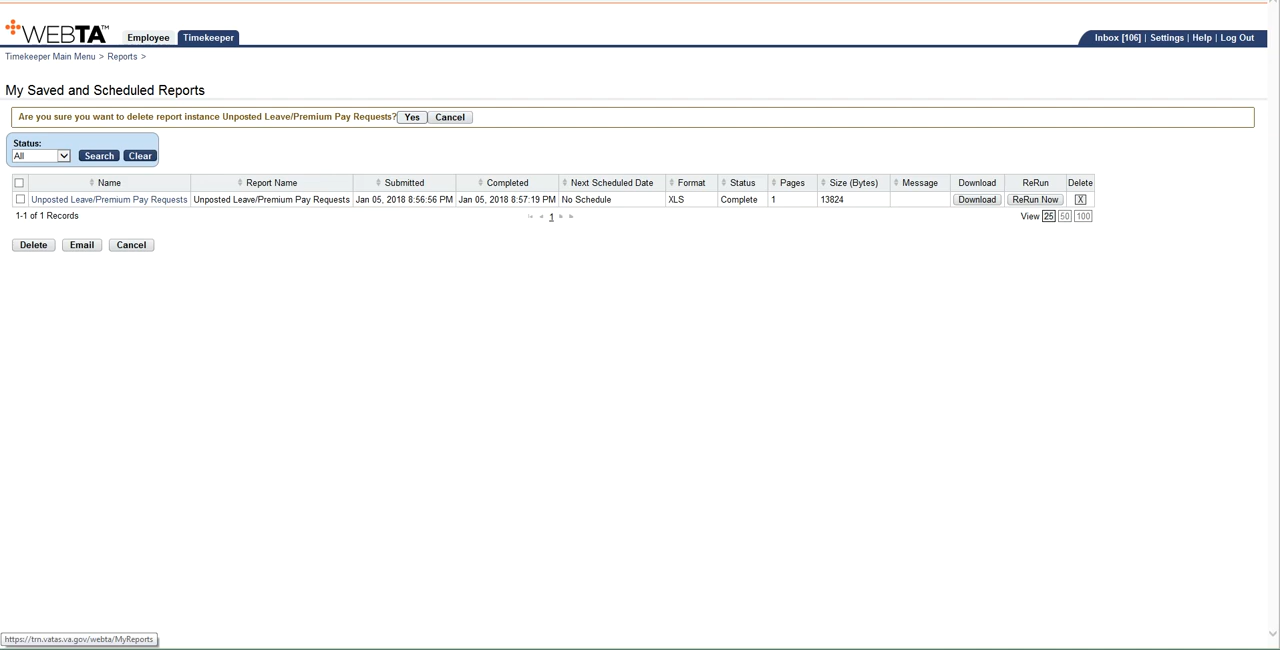 WEBTA™ Employee Timekeeper Inbox [106] | Settings | Help | Log Out
Timekeeper Main Menu > Reports >
My Saved and Scheduled Reports
Are you sure you want to delete report instance Unposted Leave/Premium Pay Requests? Yes Cancel
Status:
All Search Clear
Name Report Name Submitted Completed Next Scheduled Date Format Status Pages Size (Bytes) Message Download ReRun Delete
Unposted Leave/Premium Pay Requests Unposted Leave/Premium Pay Requests Jan 05, 2018 8:56:56 PM Jan 05, 2018 8:57:19 PM No Schedule XLS Complete 1 13824 Download ReRun Now X
1-1 of 1 Records 1 View 25 50 100
Delete Email Cancel
https://trn.vatas.va.gov/webta/MyReports